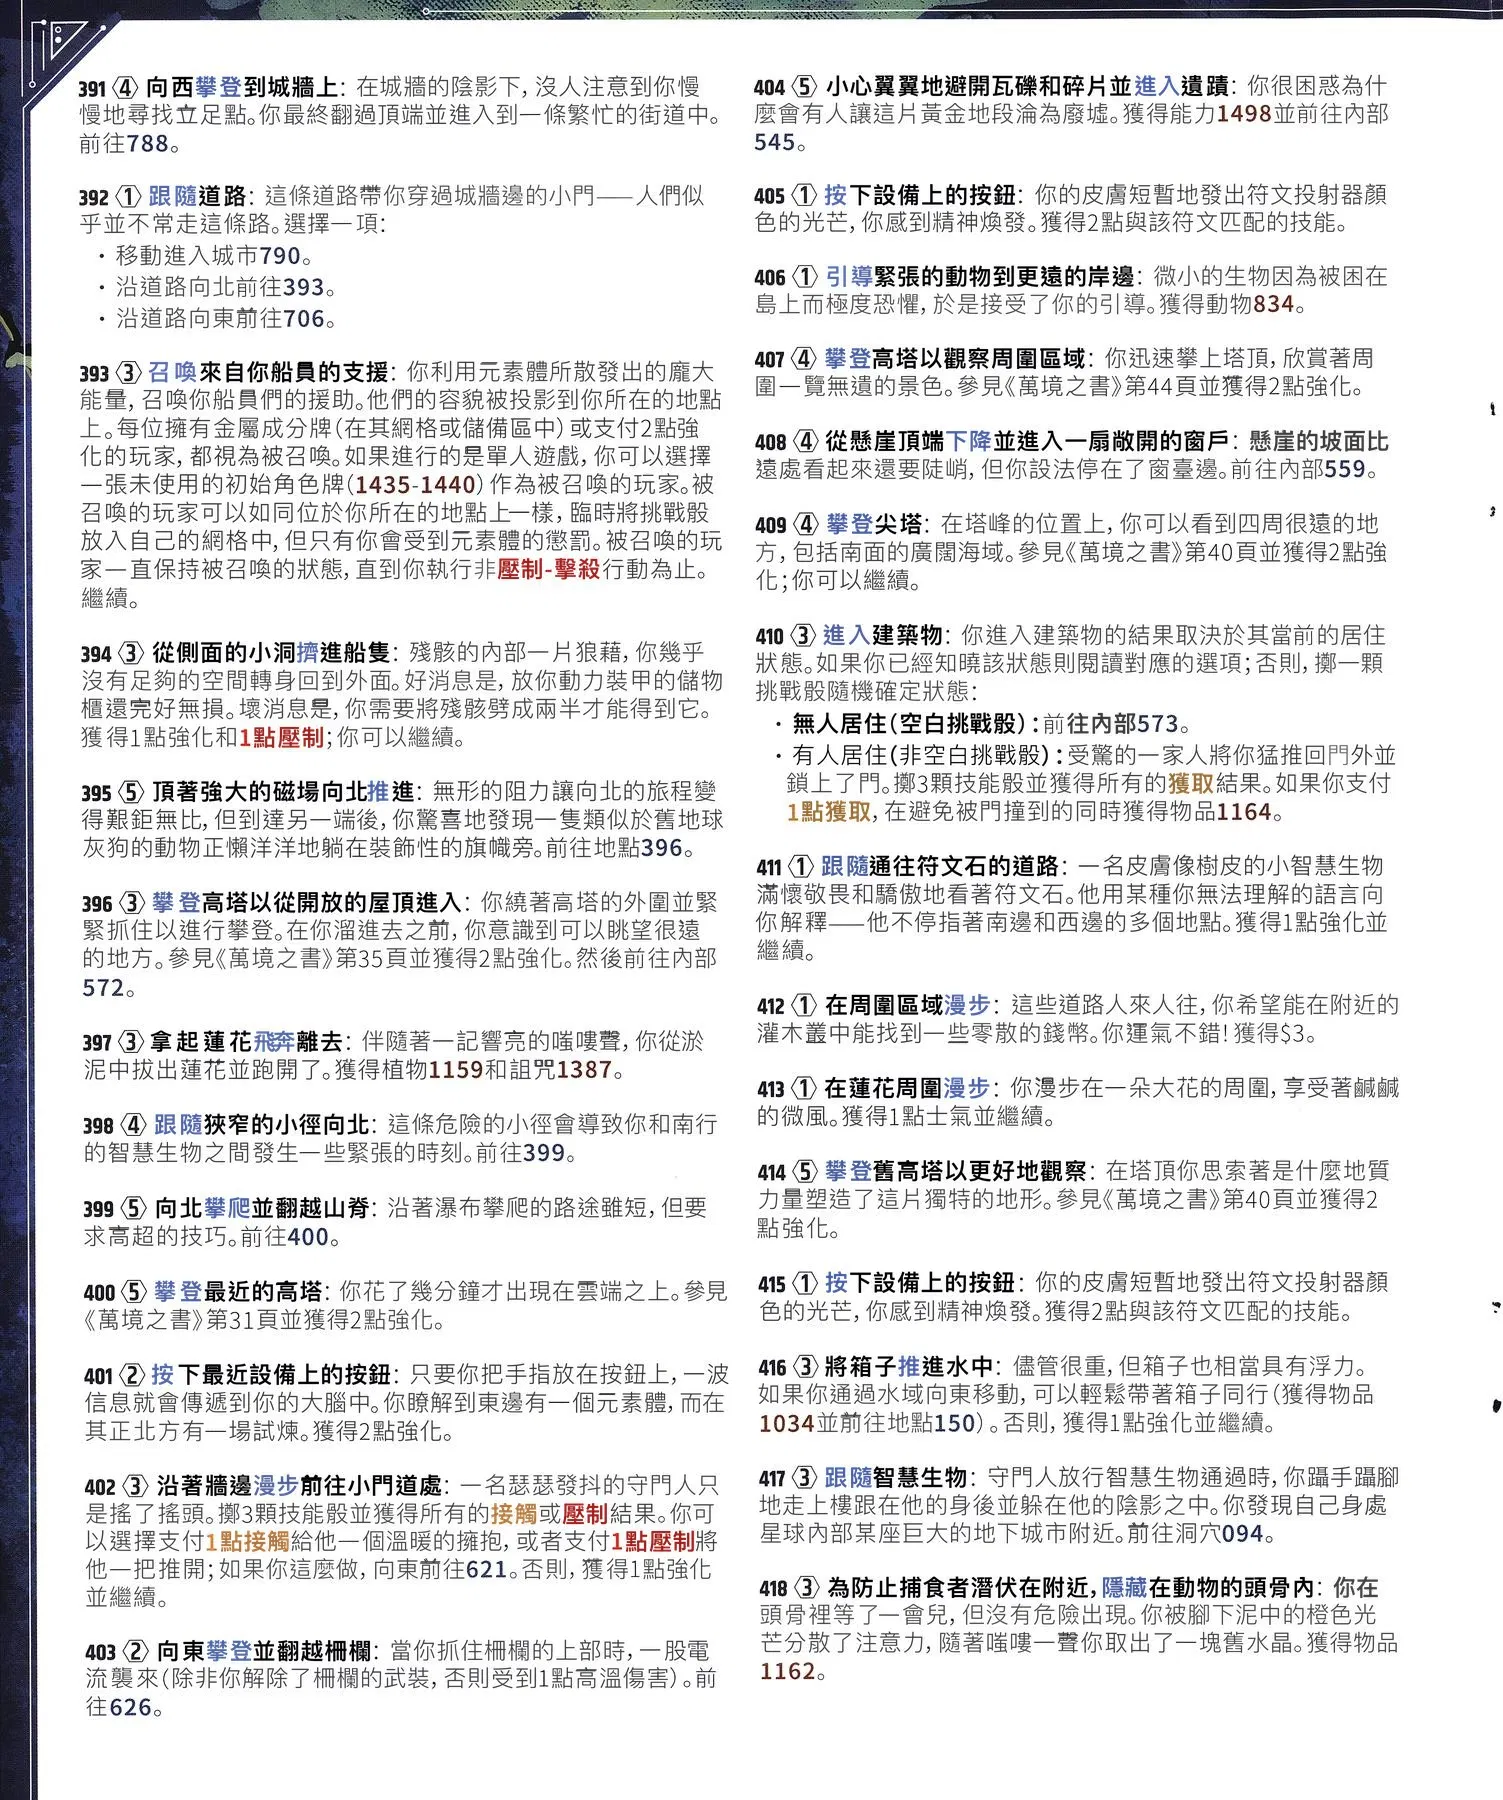 391 ④ 向西攀登到城牆上：在城牆的陰影下，沒人注意到你慢
慢地尋找立足點。你最終翻過頂端並進入到一條繁忙的街道中。
前往788。
392 ① 跟隨道路：這條道路帶你穿過城牆邊的小門——人們似
乎並不常走這條路。選擇一項：
・移動進入城市790。
・沿道路向北前往393。
・沿道路向東前往706。
393 ③ 召喚來自你船員的支援：你利用元素體所散發出的龐大
能量，召喚你船員們的援助。他們的容貌被投影到你所在的地點
上。每位擁有金屬成分牌（在其網格或儲備區中）或支付2點強
化的玩家，都視為被召喚。如果進行的是單人遊戲，你可以選擇
一張未使用的初始角色牌（1435-1440）作為被召喚的玩家。被
召喚的玩家可以如同位於你所在的地點上一樣，臨時將挑戰骰
放入自己的網格中，但只有你會受到元素體的懲罰。被召喚的玩
家一直保持被召喚的狀態，直到你執行非壓制-擊殺行動為止。
繼續。
394 ③ 從側面的小洞擠進船隻：殘骸的內部一片狼藉，你幾乎
沒有足夠的空間轉身回到外面。好消息是，放你動力裝甲的儲物
櫃還完好無損。壞消息是，你需要將殘骸劈成兩半才能得到它。
獲得1點強化和1點壓制；你可以繼續。
395 ⑤ 頂著強大的磁場向北推進：無形的阻力讓向北的旅程變
得艱鉅無比，但到達另一端後，你驚喜地發現一隻類似於舊地球
灰狗的動物正懶洋洋地躺在裝飾性的旗幟旁。前往地點396。
396 ③ 攀登高塔以從開放的屋頂進入：你繞著高塔的外圍並緊
緊抓住以進行攀登。在你溜進去之前，你意識到可以眺望很遠
的地方。參見《萬境之書》第35頁並獲得2點強化。然後前往內部
572。
397 ③ 拿起蓮花飛奔離去：伴隨著一記響亮的嗤嘍聲，你從淤
泥中拔出蓮花並跑開了。獲得植物1159和詛咒1387。
398 ④ 跟隨狹窄的小徑向北：這條危險的小徑會導致你和南行
的智慧生物之間發生一些緊張的時刻。前往399。
399 ⑤ 向北攀爬並翻越山脊：沿著瀑布攀爬的路途雖短，但要
求高超的技巧。前往400。
400 ⑤ 攀登最近的高塔：你花了幾分鐘才出現在雲端之上。參見
《萬境之書》第31頁並獲得2點強化。
401 ② 按下最近設備上的按鈕：只要你把手指放在按鈕上，一波
信息就會傳遞到你的大腦中。你瞭解到東邊有一個元素體，而在
其正北方有一場試煉。獲得2點強化。
402 ③ 沿著牆邊漫步前往小門道處：一名瑟瑟發抖的守門人只
是搖了搖頭。擲3顆技能骰並獲得所有的接觸或壓制結果。你可
以選擇支付1點接觸給他一個溫暖的擁抱，或者支付1點壓制將
他一把推開；如果你這麼做，向東前往621。否則，獲得1點強化
並繼續。
403 ② 向東攀登並翻越柵欄：當你抓住柵欄的上部時，一股電
流襲來（除非你解除了柵欄的武裝，否則受到1點高溫傷害）。前
往626。
404 ⑤ 小心翼翼地避開瓦礫和碎片並進入遺蹟：你很困惑為什
麼會有人讓這片黃金地段淪為廢墟。獲得能力1498並前往內部
545。
405 ① 按下設備上的按鈕：你的皮膚短暫地發出符文投射器顏
色的光芒，你感到精神煥發。獲得2點與該符文匹配的技能。
406 ① 引導緊張的動物到更遠的岸邊：微小的生物因為被困在
島上而極度恐懼，於是接受了你的引導。獲得動物834。
407 ④ 攀登高塔以觀察周圍區域：你迅速攀上塔頂，欣賞著周
圍一覽無遺的景色。參見《萬境之書》第44頁並獲得2點強化。
408 ④ 從懸崖頂端下降並進入一扇敞開的窗戶：懸崖的坡面比
遠處看起來還要陡峭，但你設法停在了窗臺邊。前往內部559。
409 ④ 攀登尖塔：在塔峰的位置上，你可以看到四周很遠的地
方，包括南面的廣闊海域。參見《萬境之書》第40頁並獲得2點強
化；你可以繼續。
410 ③ 進入建築物：你進入建築物的結果取決於其當前的居住
狀態。如果你已經知曉該狀態則閱讀對應的選項；否則，擲一顆
挑戰骰隨機確定狀態：
・無人居住（空白挑戰骰）：前往內部573。
・有人居住（非空白挑戰骰）：受驚的一家人將你猛推回門外並
鎖上了門。擲3顆技能骰並獲得所有的獲取結果。如果你支付
1點獲取，在避免被門撞到的同時獲得物品1164。
411 ① 跟隨通往符文石的道路：一名皮膚像樹皮的小智慧生物
滿懷敬畏和驕傲地看著符文石。他用某種你無法理解的語言向
你解釋——他不停指著南邊和西邊的多個地點。獲得1點強化並
繼續。
412 ① 在周圍區域漫步：這些道路人來人往，你希望能在附近的
灌木叢中能找到一些零散的錢幣。你運氣不錯！獲得$3。
413 ① 在蓮花周圍漫步：你漫步在一朵大花的周圍，享受著鹹鹹
的微風。獲得1點士氣並繼續。
414 ⑤ 攀登舊高塔以更好地觀察：在塔頂你思索著是什麼地質
力量塑造了這片獨特的地形。參見《萬境之書》第40頁並獲得2
點強化。
415 ① 按下設備上的按鈕：你的皮膚短暫地發出符文投射器顏
色的光芒，你感到精神煥發。獲得2點與該符文匹配的技能。
416 ③ 將箱子推進水中：儘管很重，但箱子也相當具有浮力。
如果你通過水域向東移動，可以輕鬆帶著箱子同行（獲得物品
1034並前往地點150）。否則，獲得1點強化並繼續。
417 ③ 跟隨智慧生物：守門人放行智慧生物通過時，你躡手躡腳
地走上樓跟在他的身後並躲在他的陰影之中。你發現自己身處
星球內部某座巨大的地下城市附近。前往洞穴094。
418 ③ 為防止捕食者潛伏在附近，隱藏在動物的頭骨內：你在
頭骨裡等了一會兒，但沒有危險出現。你被腳下泥中的橙色光
芒分散了注意力，隨著嗤嘍一聲你取出了一塊舊水晶。獲得物品
1162。